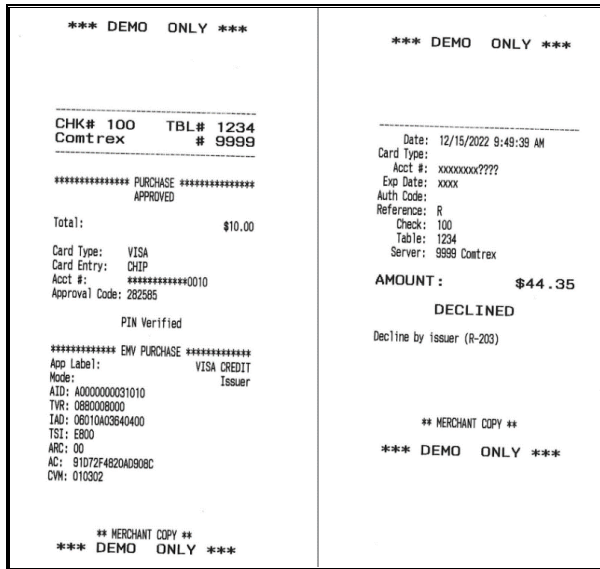 *** DEMO ONLY ***
CHK# 100 TBL# 1234
Comtrex # 9999
*************** PURCHASE ***************
APPROVED
Total: $10.00
Card Type: VISA
Card Entry: CHIP
Acct #: ************0010
Approval Code: 282585
PIN Verified
************* EMV PURCHASE *************
App Label: VISA CREDIT
Mode: Issuer
AID: A0000000031010
TVR: 0880008000
IAD: 06010A03640400
TSI: E800
ARC: 00
AC: 91D72F4820AD908C
CVM: 010302
** MERCHANT COPY **
*** DEMO ONLY ***
*** DEMO ONLY ***
Date: 12/15/2022 9:49:39 AM
Card Type:
Acct #: xxxxxxxx????
Exp Date: xxxx
Auth Code:
Reference: R
Check: 100
Table: 1234
Server: 9999 Comtrex
AMOUNT: $44.35
DECLINED
Decline by issuer (R-203)
** MERCHANT COPY **
*** DEMO ONLY ***